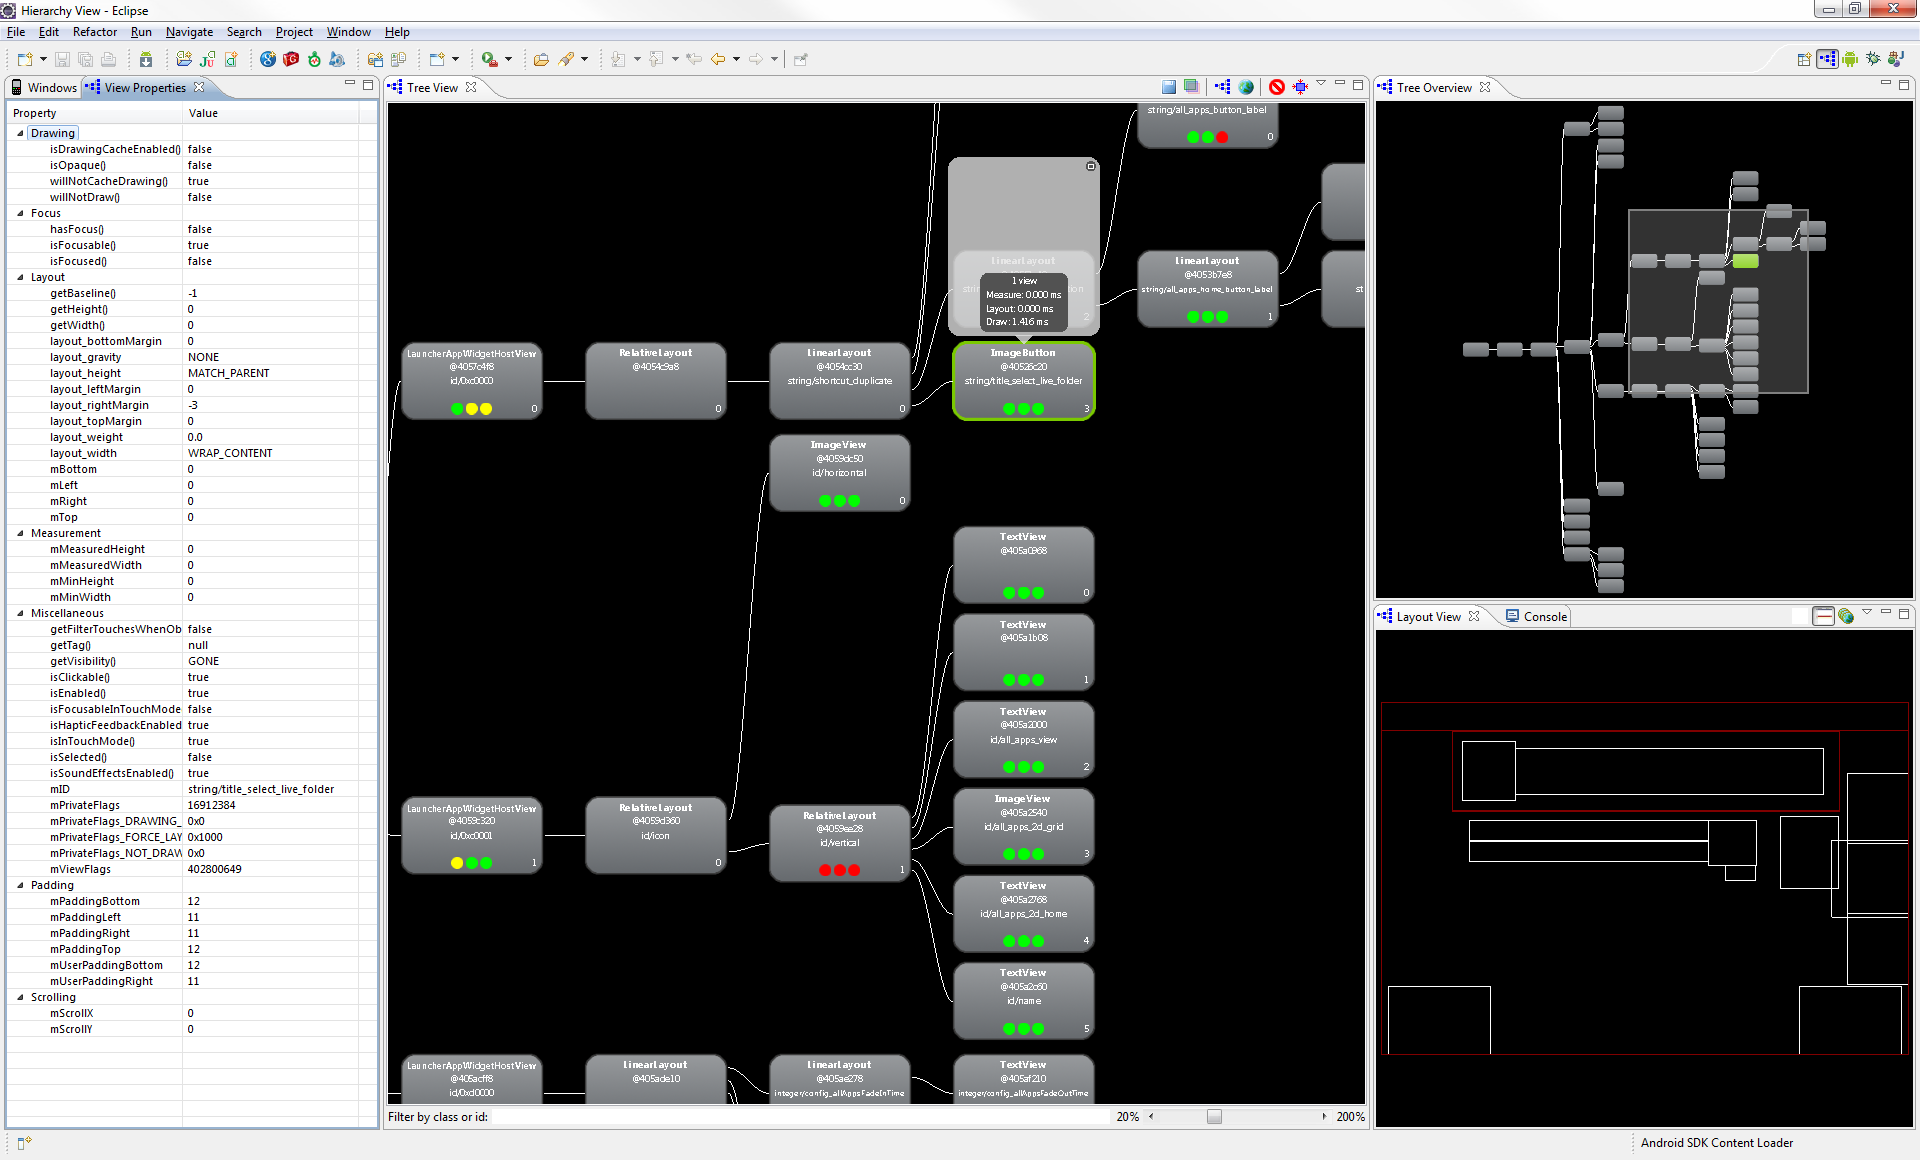 Hierarchy View - Eclipse
File Edit Refactor Run Navigate Search Project Window Help
Windows View Properties
Property Value
Drawing
isDrawingCacheEnabled() false
isOpaque() false
willNotCacheDrawing() true
willNotDraw() false
Focus
hasFocus() false
isFocusable() true
isFocused() false
Layout
getBaseline() -1
getHeight() 0
getWidth() 0
layout_bottomMargin 0
layout_gravity NONE
layout_height MATCH_PARENT
layout_leftMargin 0
layout_rightMargin -3
layout_topMargin 0
layout_weight 0.0
layout_width WRAP_CONTENT
mBottom 0
mLeft 0
mRight 0
mTop 0
Measurement
mMeasuredHeight 0
mMeasuredWidth 0
mMinHeight 0
mMinWidth 0
Miscellaneous
getFilterTouchesWhenOb false
getTag() null
getVisibility() GONE
isClickable() true
isEnabled() true
isFocusableInTouchMode false
isHapticFeedbackEnabled true
isInTouchMode() true
isSelected() false
isSoundEffectsEnabled() true
mID string/title_select_live_folder
mPrivateFlags 16912384
mPrivateFlags_DRAWING_ 0x0
mPrivateFlags_FORCE_LAY 0x1000
mPrivateFlags_NOT_DRAW 0x0
mViewFlags 402800649
Padding
mPaddingBottom 12
mPaddingLeft 11
mPaddingRight 11
mPaddingTop 12
mUserPaddingBottom 12
mUserPaddingRight 11
Scrolling
mScrollX 0
mScrollY 0
Tree View
string/all_apps_button_label
0
LinearLayout
1 view
Measure: 0.000 ms
Layout: 0.000 ms
Draw: 1.416 ms
2
LinearLayout
@4053b7e8
string/all_apps_home_button_label
1
st
LauncherAppWidgetHostView
@4057c4f8
id/0xc0000
0
RelativeLayout
@4054c9a8
0
LinearLayout
@4054cc30
string/shortcut_duplicate
0
ImageButton
@40526c20
string/title_select_live_folder
3
ImageView
@4059dc50
id/horizontal
0
TextView
@405a0968
0
TextView
@405a1b08
1
TextView
@405a2000
id/all_apps_view
2
LauncherAppWidgetHostView
@4059c320
id/0xc0001
1
RelativeLayout
@4059d360
id/icon
0
RelativeLayout
@4059ee28
id/vertical
1
ImageView
@405a2540
id/all_apps_2d_grid
3
TextView
@405a2768
id/all_apps_2d_home
4
TextView
@405a2c60
id/name
5
LauncherAppWidgetHostView
@405acff8
id/0xd0000
LinearLayout
@405ade10
LinearLayout
@405ae278
integer/config_allAppsFadeInTime
TextView
@405af210
integer/config_allAppsFadeOutTime
Filter by class or id: 20% 200%
Tree Overview
Layout View Console
Android SDK Content Loader